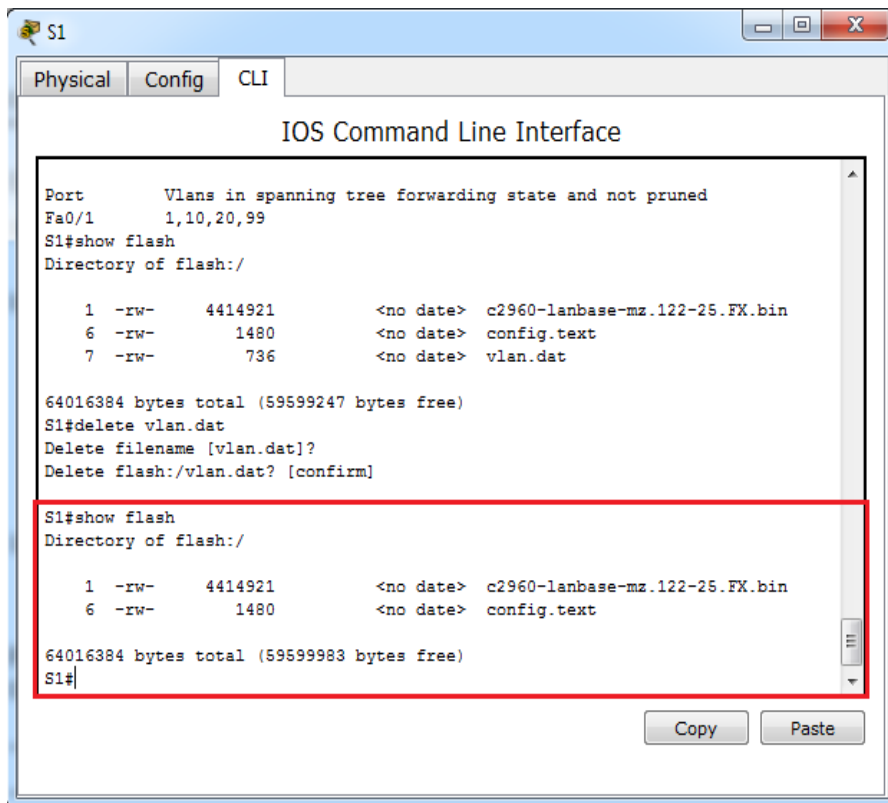 S1
Physical Config CLI
IOS Command Line Interface
Port Vlans in spanning tree forwarding state and not pruned
Fa0/1 1,10,20,99
S1#show flash
Directory of flash:/
1 -rw- 4414921 <no date> c2960-lanbase-mz.122-25.FX.bin
6 -rw- 1480 <no date> config.text
7 -rw- 736 <no date> vlan.dat
64016384 bytes total (59599247 bytes free)
S1#delete vlan.dat
Delete filename [vlan.dat]?
Delete flash:/vlan.dat? [confirm]
S1#show flash
Directory of flash:/
1 -rw- 4414921 <no date> c2960-lanbase-mz.122-25.FX.bin
6 -rw- 1480 <no date> config.text
64016384 bytes total (59599983 bytes free)
S1#
Copy Paste